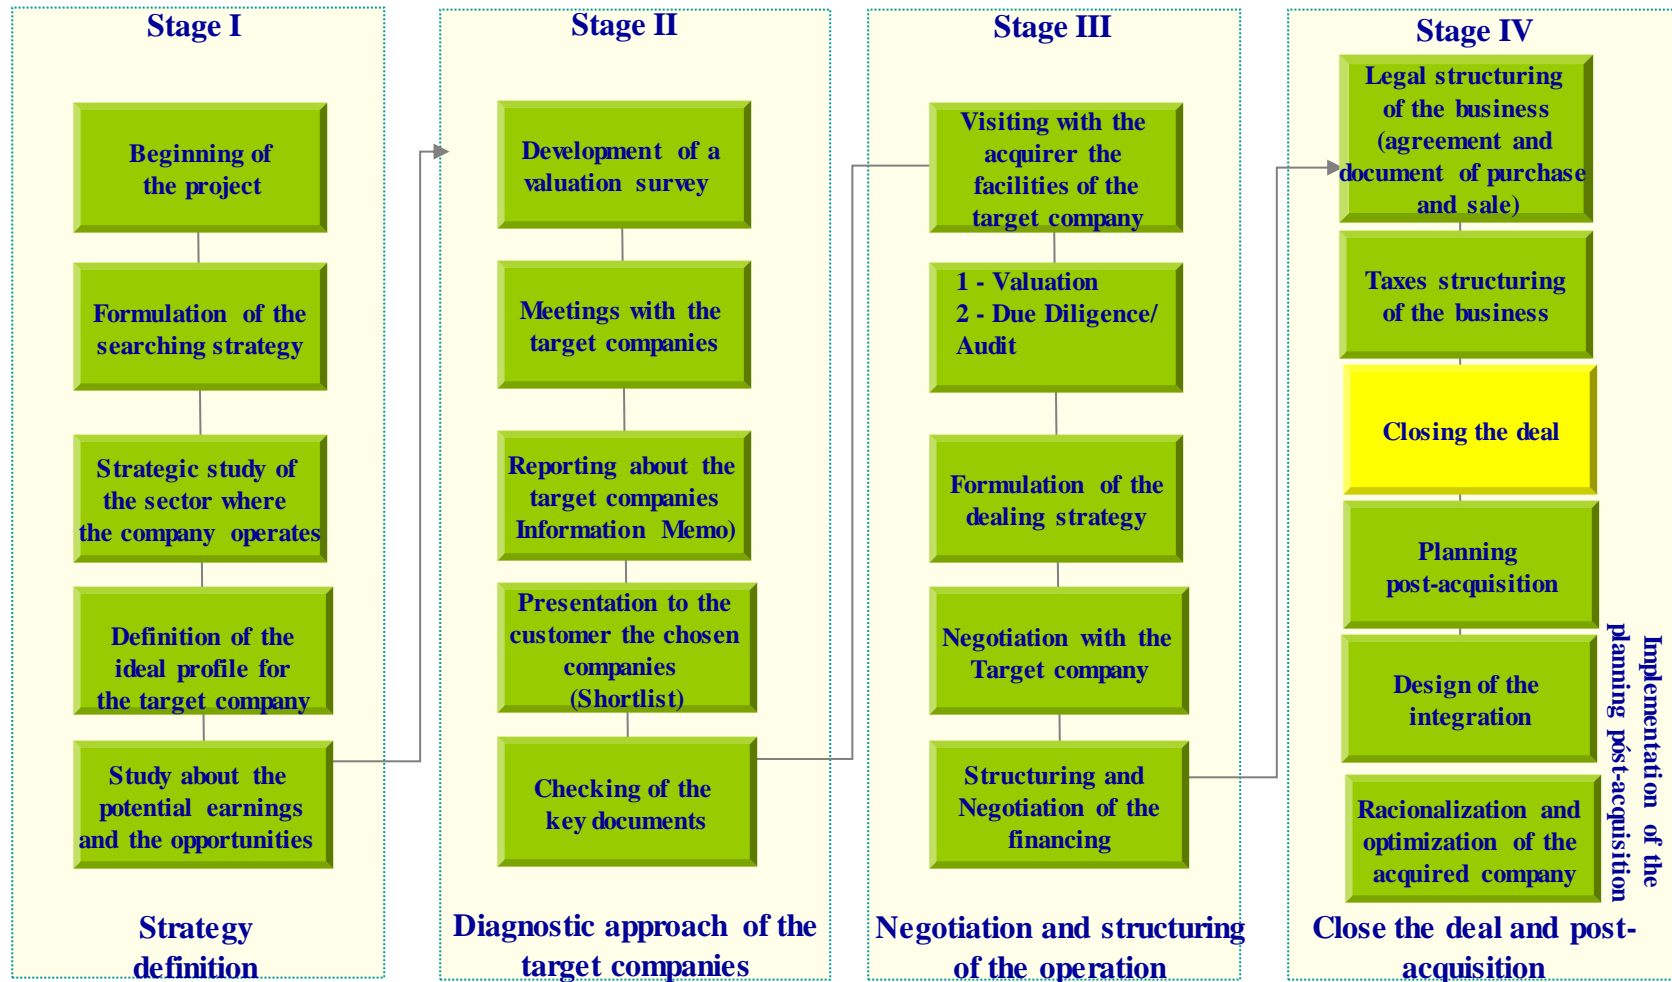 Stage I
Beginning of
the project
Formulation of the
searching strategy
Strategic study of
the sector where
the company operates
Definition of the
ideal profile for
the target company
Study about the
potential earnings
and the opportunities
Strategy
definition
Stage II
Development of a
valuation survey
Meetings with the
target companies
Reporting about the
target companies
Information Memo)
Presentation to the
customer the chosen
companies
(Shortlist)
Checking of the
key documents
Diagnostic approach of the
target companies
Stage III
Visiting with the
acquirer the
facilities of the
target company
1 - Valuation
2 - Due Diligence/
Audit
Formulation of the
dealing strategy
Negotiation with the
Target company
Structuring and
Negotiation of the
financing
Negotiation and structuring
of the operation
Stage IV
Legal structuring
of the business
(agreement and
document of purchase
and sale)
Taxes structuring
of the business
Closing the deal
Planning
post-acquisition
Design of the
integration
Racionalization and
optimization of the
acquired company
Implementation of the
planning póst-acquisition
Close the deal and post-
acquisition